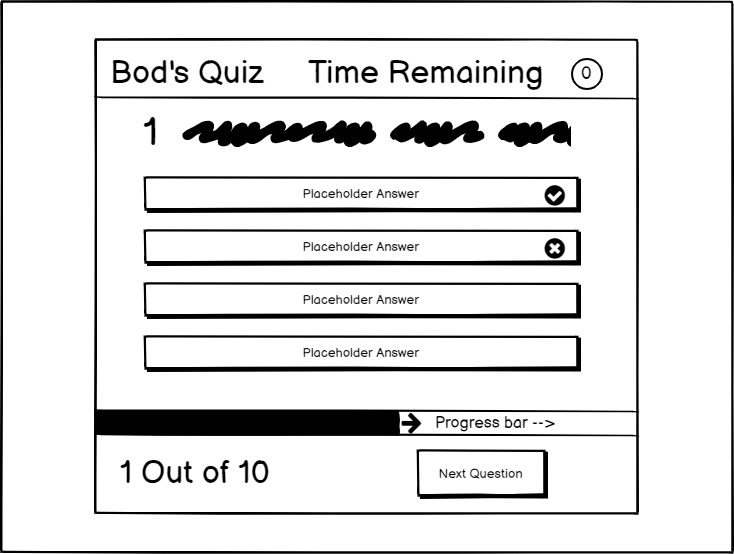 Bod's Quiz Time Remaining 0
1
Placeholder Answer
Placeholder Answer
Placeholder Answer
Placeholder Answer
Progress bar -->
1 Out of 10 Next Question